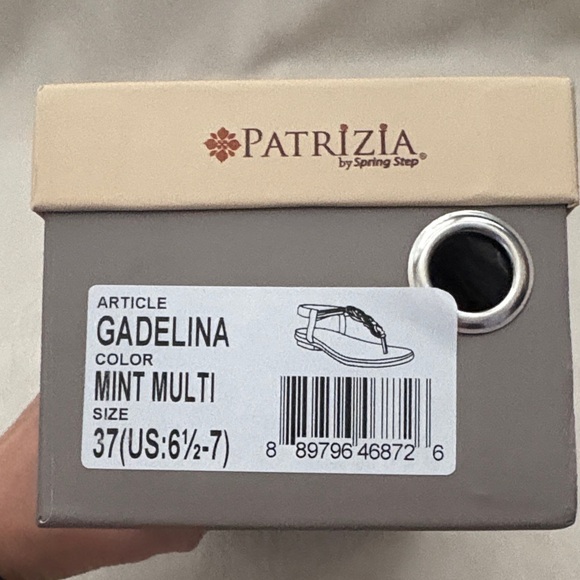 PATRIZIA
by Spring Step®
ARTICLE
GADELINA
COLOR
MINT MULTI
SIZE
37(US:6½-7)
8 89796 46872 6